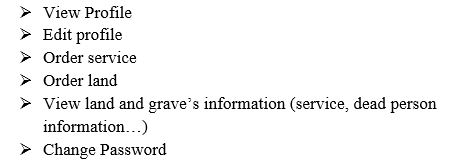 ➢ View Profile
➢ Edit profile
➢ Order service
➢ Order land
➢ View land and grave’s information (service, dead person
information…)
➢ Change Password